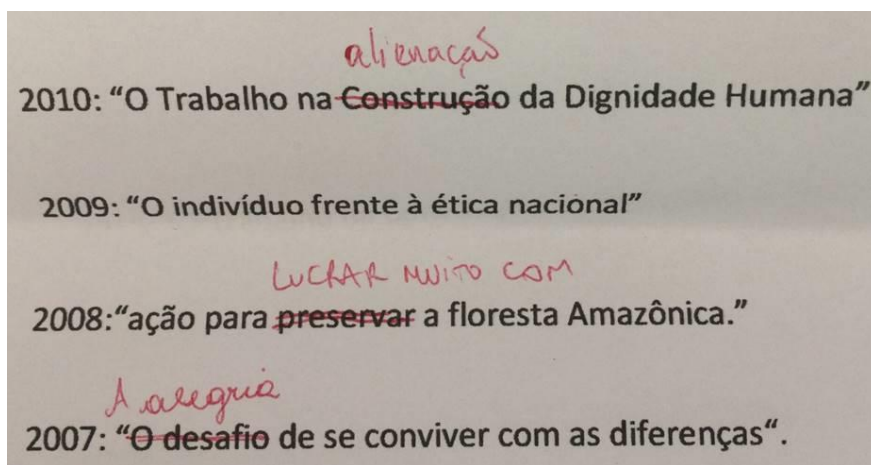 alienação
2010: “O Trabalho na Construção da Dignidade Humana”
2009: “O indivíduo frente à ética nacional”
LUCRAR MUITO COM
2008:“ação para preservar a floresta Amazônica.”
A alegria
2007: “O desafio de se conviver com as diferenças“.